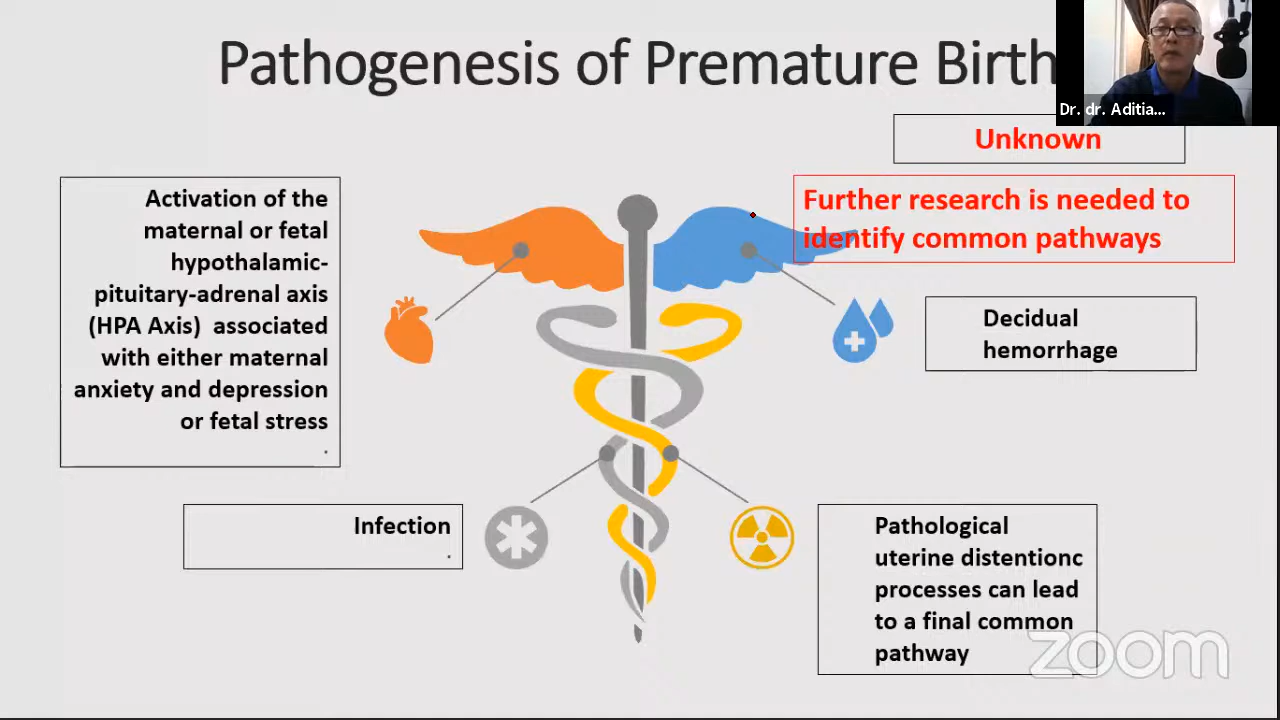 Pathogenesis of Premature Birth
Dr. dr. Aditia...
Unknown
Further research is needed to
identify common pathways
Activation of the
maternal or fetal
hypothalamic-
pituitary-adrenal axis
(HPA Axis) associated
with either maternal
anxiety and depression
or fetal stress
.
Decidual
hemorrhage
Infection
.
Pathological
uterine distentionc
processes can lead
to a final common
pathway
zoom